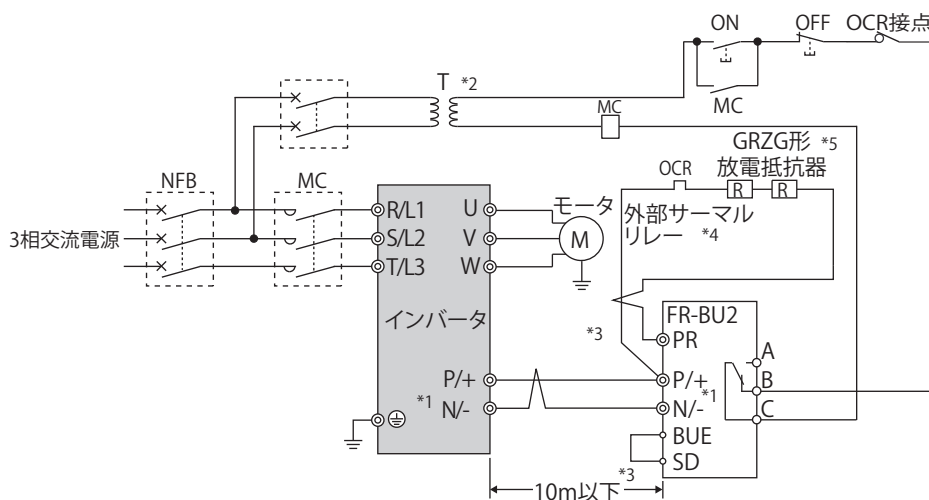 ON
OFF
OCR接点
T *2
MC
MC
GRZG形 *5
放電抵抗器
OCR
R
R
NFB
MC
外部サーマル
リレー *4
3相交流電源
R/L1
S/L2
T/L3
U
V
W
モータ
M
インバータ
*3
FR-BU2
PR
A
P/+
P/+
B
*1
N/-
N/-
*1
C
BUE
SD
10m以下
*3